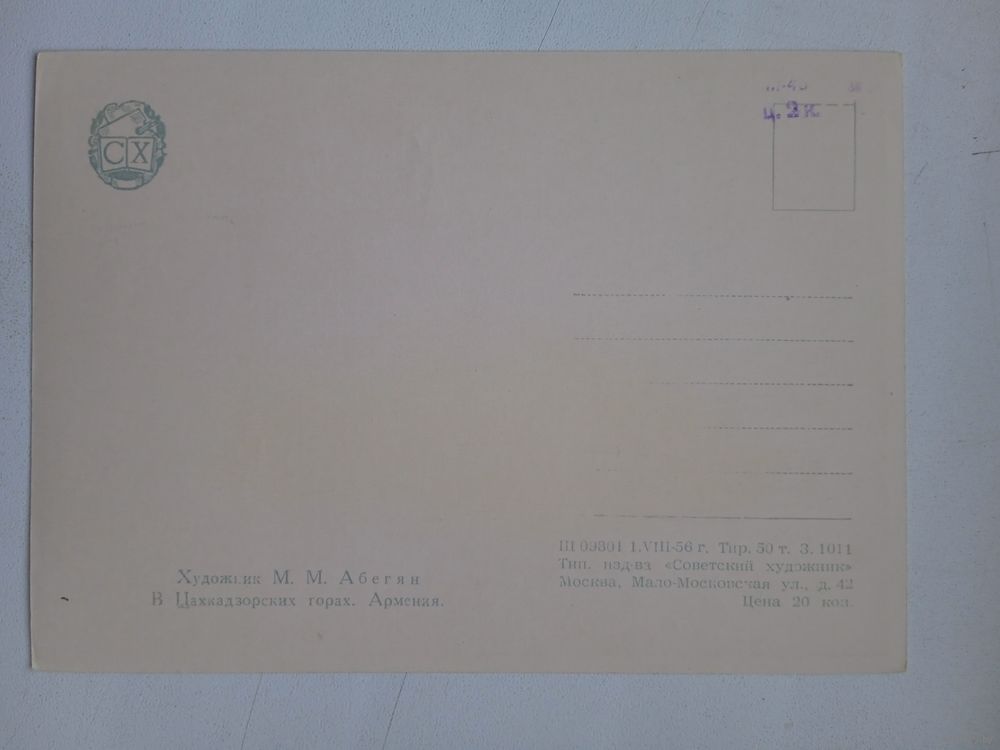 СХ
ц. 2 к.
Художник М. М. Абегян
В Цахкадзорских горах. Армения.
Ш 09301 1.VIII-56 г. Тир. 50 т. З. 1011
Тип. изд-ва «Советский художник»
Москва, Мало-Московская ул., д. 42
Цена 20 коп.